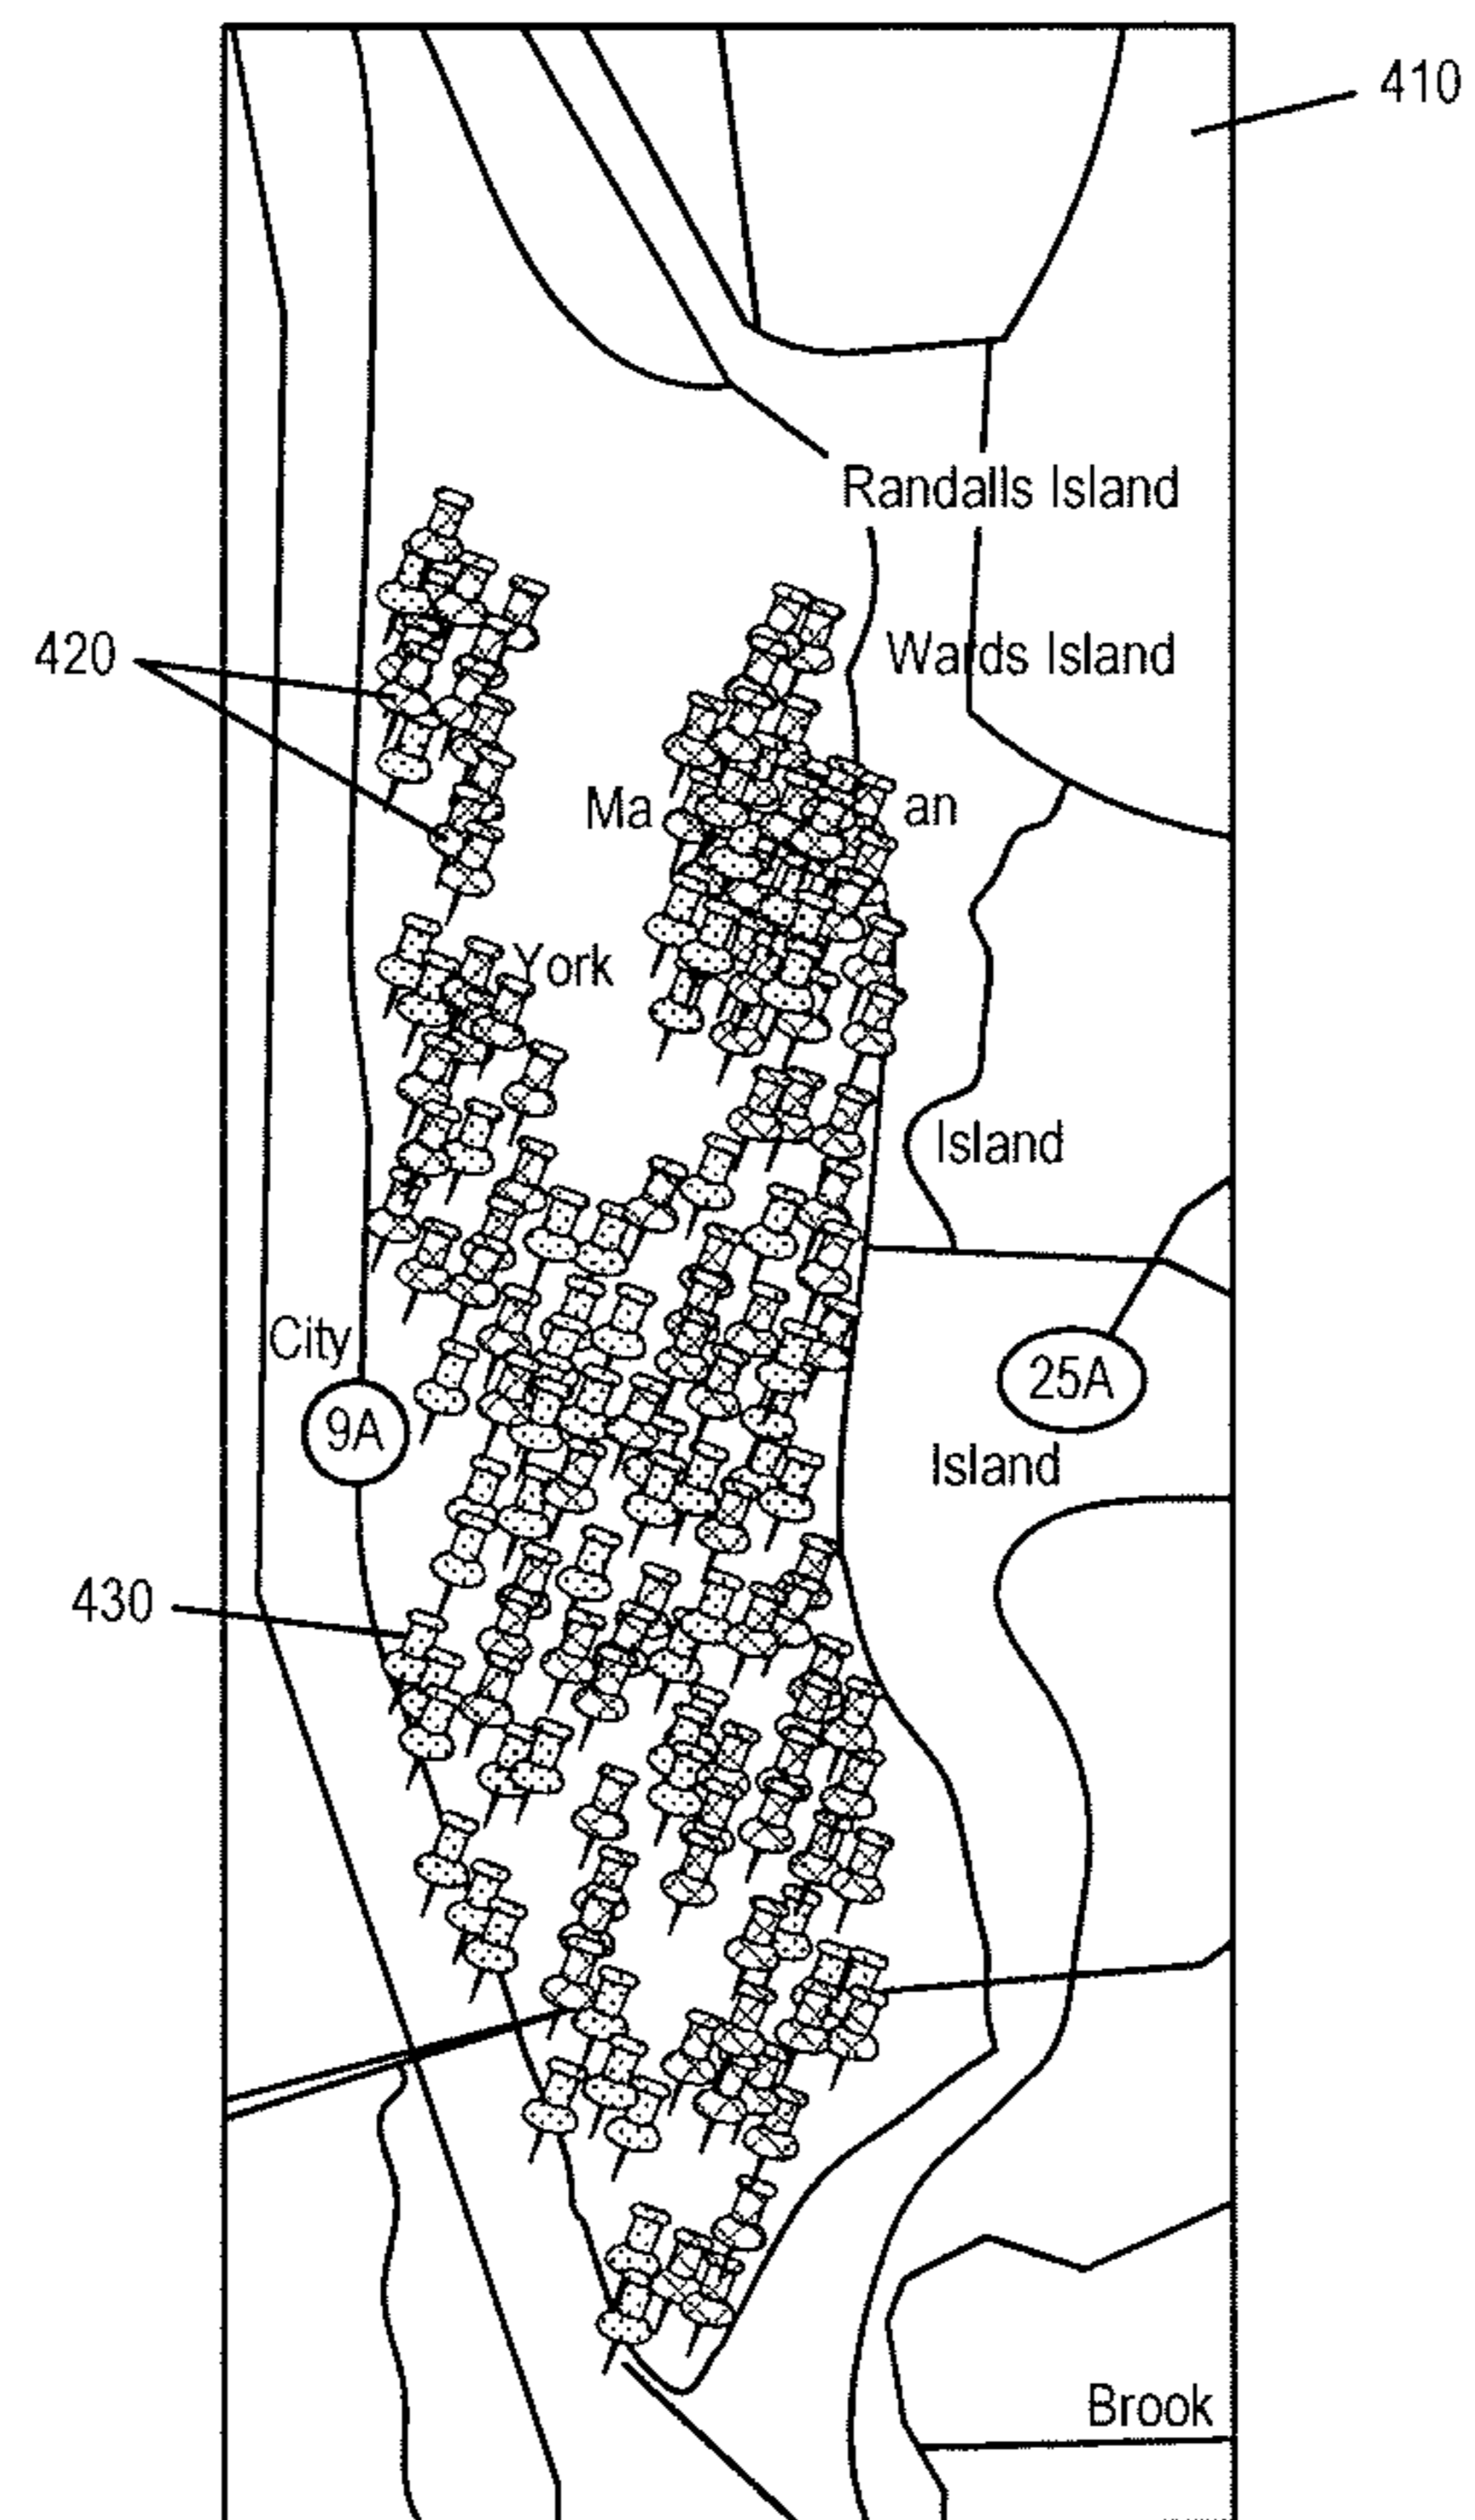 410
Randalls Island
420
Wards Island
Ma an
York
Island
City
25A
9A
Island
430
Brook